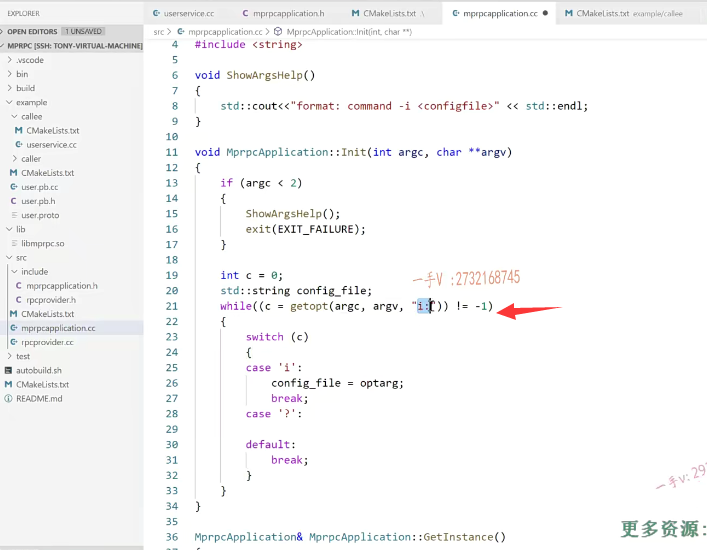 EXPLORER
userservice.cc
mprpcapplication.h
CMakeLists.txt \
mprpcapplication.cc ●
CMakeLists.txt example/callee
OPEN EDITORS 1 UNSAVED
MPRPC [SSH: TONY-VIRTUAL-MACHINE]
.vscode
bin
build
example
callee
CMakeLists.txt
userservice.cc
caller
CMakeLists.txt
user.pb.cc
user.pb.h
user.proto
lib
libmprpc.so
src
include
mprpcapplication.h
rpcprovider.h
CMakeLists.txt
mprpcapplication.cc
rpcprovider.cc
test
autobuild.sh
CMakeLists.txt
README.md
src > mprpcapplication.cc > MprpcApplication::Init(int, char **)
4 #include <string>
5
6 void ShowArgsHelp()
7 {
8 std::cout<<"format: command -i <configfile>" << std::endl;
9 }
10
11 void MprpcApplication::Init(int argc, char **argv)
12 {
13 if (argc < 2)
14 {
15 ShowArgsHelp();
16 exit(EXIT_FAILURE);
17 }
18
19 int c = 0;
一手V :2732168745
20 std::string config_file;
21 while((c = getopt(argc, argv, "i:")) != -1)
22 {
23 switch (c)
24 {
25 case 'i':
26 config_file = optarg;
27 break;
28 case '?':
29
30 default:
31 break;
32 }
33 }
34 }
35
36 MprpcApplication& MprpcApplication::GetInstance()
一手V:
更多资源: